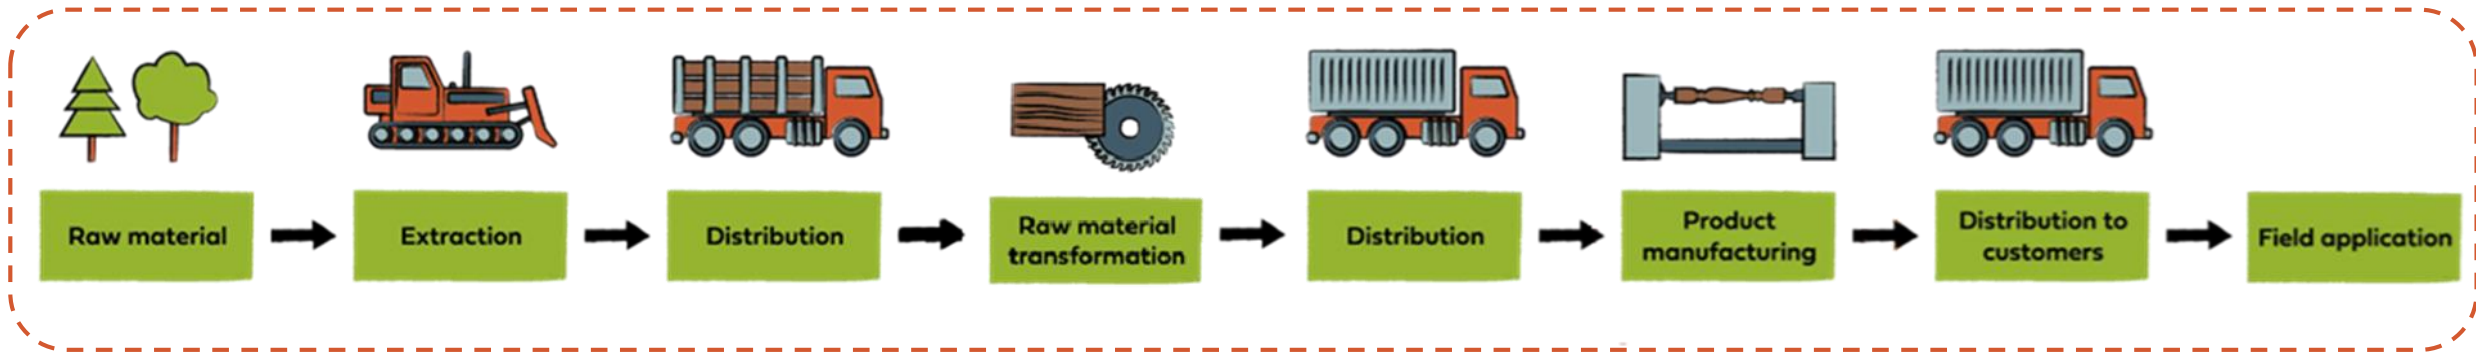 Raw material
Extraction
Distribution
Raw material
transformation
Distribution
Product
manufacturing
Distribution to
customers
Field application